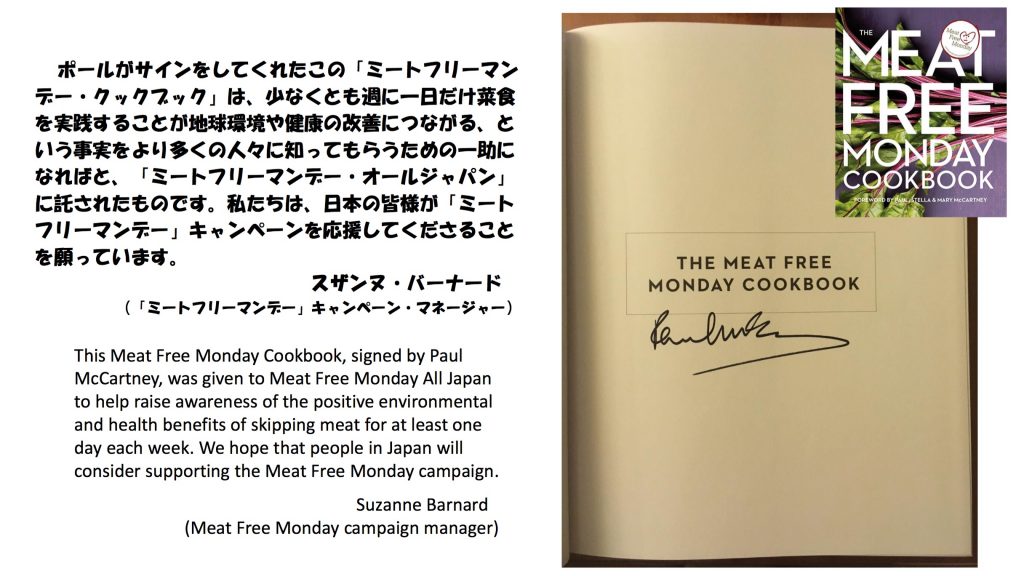 ポールがサインをしてくれたこの「ミートフリーマン
デー・クックブック」は、少なくとも週に一日だけ菜食
を実践することが地球環境や健康の改善につながる、と
いう事実をより多くの人々に知ってもらうための一助に
なればと、「ミートフリーマンデー・オールジャパン」
に託されたものです。私たちは、日本の皆様が「ミート
フリーマンデー」キャンペーンを応援してくださること
を願っています。
スザンヌ・バーナード
（「ミートフリーマンデー」キャンペーン・マネージャー）
This Meat Free Monday Cookbook, signed by Paul
McCartney, was given to Meat Free Monday All Japan
to help raise awareness of the positive environmental
and health benefits of skipping meat for at least one
day each week. We hope that people in Japan will
consider supporting the Meat Free Monday campaign.
Suzanne Barnard
(Meat Free Monday campaign manager)
THE
MEAT
FREE
MONDAY
COOKBOOK
FOREWORD BY PAUL, STELLA & MARY McCARTNEY
Meat
Free
Monday
THE MEAT FREE
MONDAY COOKBOOK